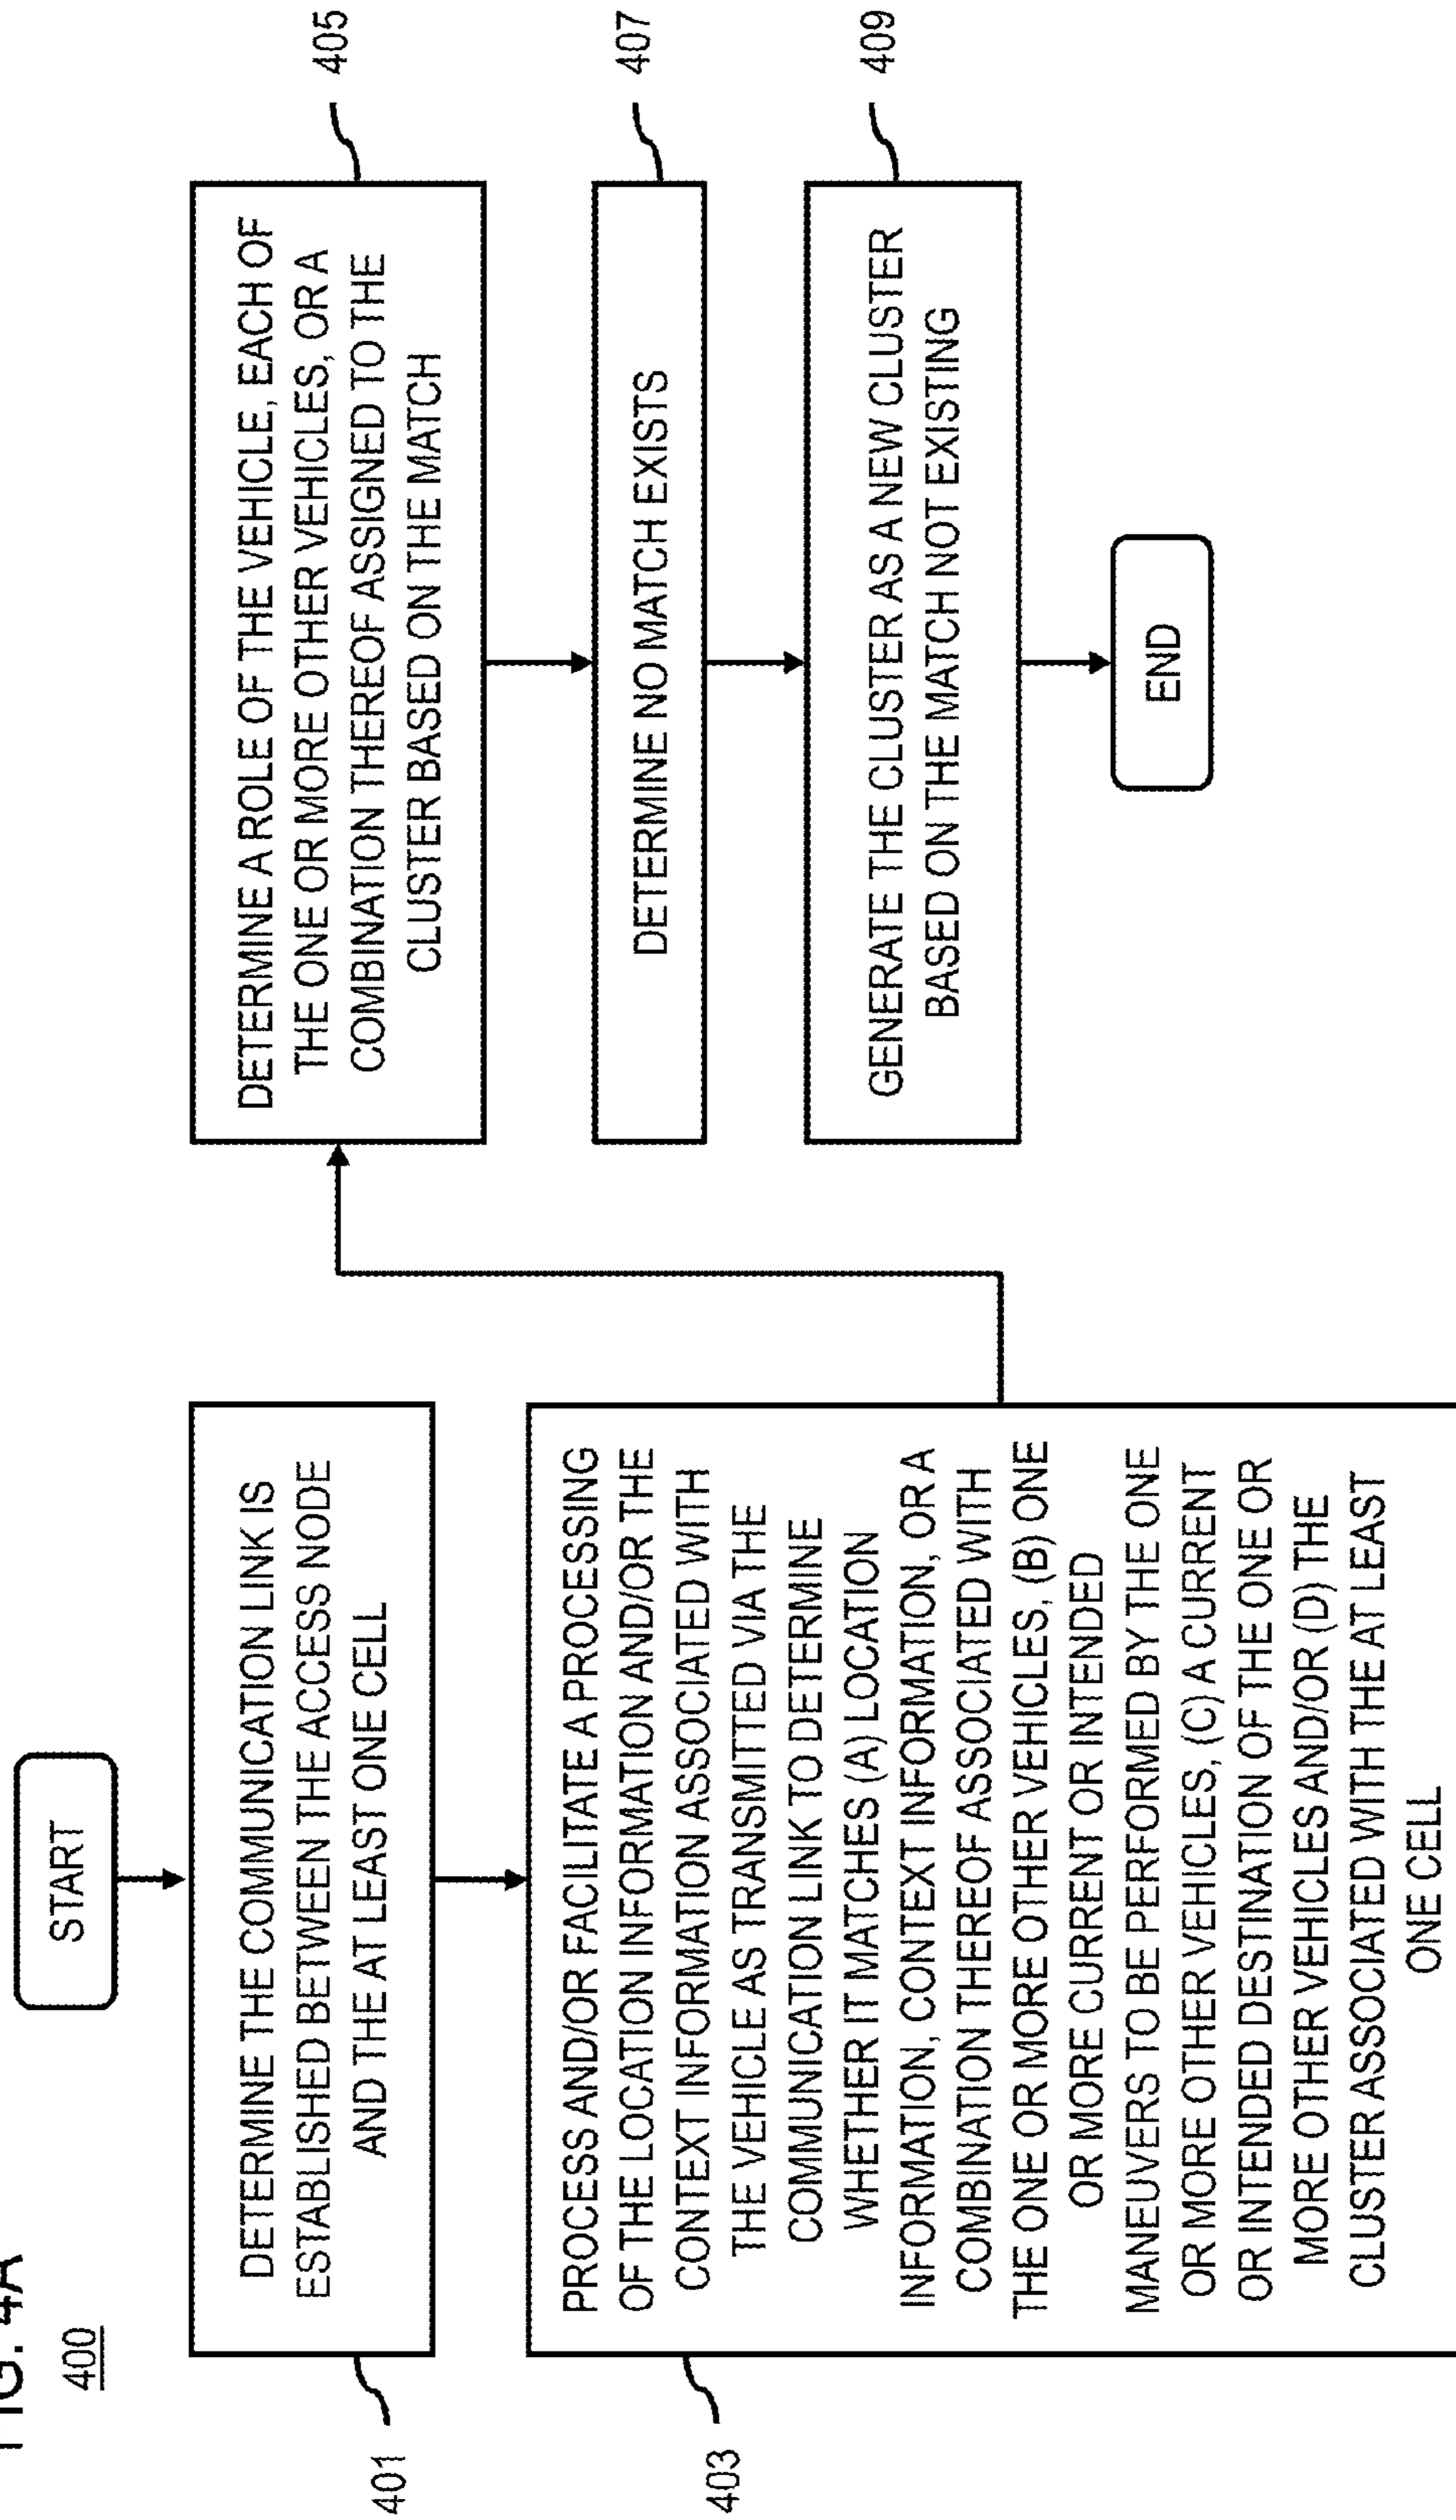 FIG. 4A
400
START
401
DETERMINE THE COMMUNICATION LINK IS
ESTABLISHED BETWEEN THE ACCESS NODE
AND THE AT LEAST ONE CELL
403
PROCESS AND/OR FACILITATE A PROCESSING
OF THE LOCATION INFORMATION AND/OR THE
CONTEXT INFORMATION ASSOCIATED WITH
THE VEHICLE AS TRANSMITTED VIA THE
COMMUNICATION LINK TO DETERMINE
WHETHER IT MATCHES (A) LOCATION
INFORMATION, CONTEXT INFORMATION, OR A
COMBINATION THEREOF ASSOCIATED WITH
THE ONE OR MORE OTHER VEHICLES, (B) ONE
OR MORE CURRENT OR INTENDED
MANEUVERS TO BE PERFORMED BY THE ONE
OR MORE OTHER VEHICLES, (C) A CURRENT
OR INTENDED DESTINATION OF THE ONE OR
MORE OTHER VEHICLES AND/OR (D) THE
CLUSTER ASSOCIATED WITH THE AT LEAST
ONE CELL
405
DETERMINE A ROLE OF THE VEHICLE, EACH OF
THE ONE OR MORE OTHER VEHICLES, OR A
COMBINATION THEREOF ASSIGNED TO THE
CLUSTER BASED ON THE MATCH
407
DETERMINE NO MATCH EXISTS
409
GENERATE THE CLUSTER AS A NEW CLUSTER
BASED ON THE MATCH NOT EXISTING
END